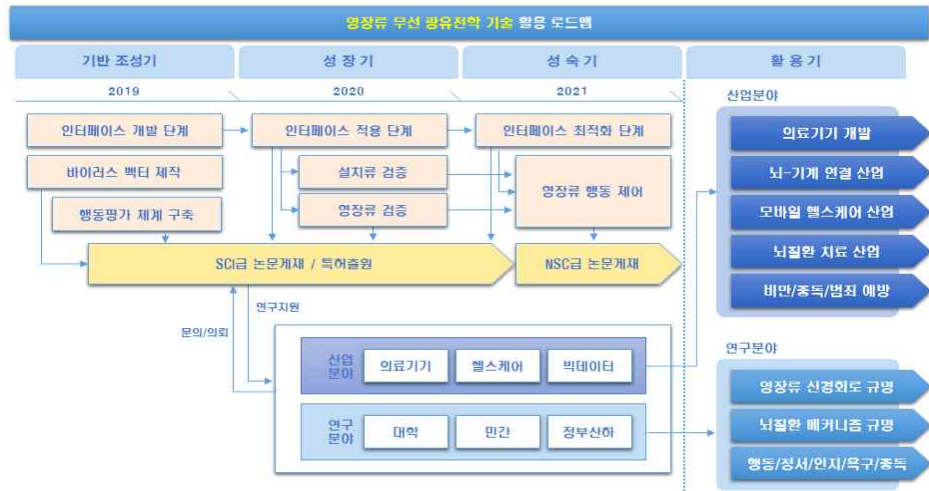 영장류 무선 광유전학 기술 활용 로드맵
기반 조성기
성 장 기
성 숙 기
활 용 기
2019
2020
2021
산업분야
인터페이스 개발 단계
인터페이스 적용 단계
인터페이스 최적화 단계
의료기기 개발
바이러스 벡터 제작
설치류 검증
영장류 행동 제어
뇌-기계 연결 산업
행동평가 체계 구축
영장류 검증
모바일 헬스케어 산업
SCI급 논문게재 / 특허출원
NSC급 논문게재
뇌질환 치료 산업
비만/중독/범죄 예방
연구지원
문의/의뢰
연구분야
산업
분야
의료기기
헬스케어
빅데이터
영장류 신경회로 규명
연구
분야
대학
민간
정부산하
뇌질환 메커니즘 규명
행동/정서/인지/욕구/중독